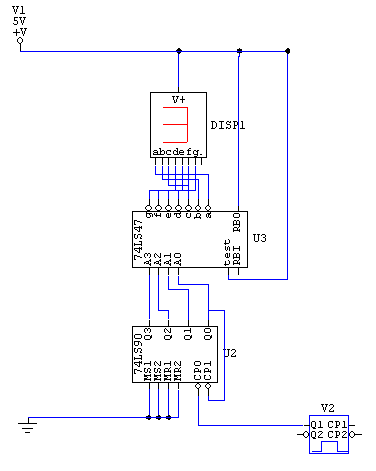 V1
5V
+V
V+
abcdefg.
DISP1
g f e d c b a RBO
74LS47
A3 A2 A1 A0 test RBI
U3
Q3 Q2 Q1 Q0
74LS90
MS1 MS2 MR1 MR2 CP0 CP1
U2
V2
Q1 CP1
Q2 CP2